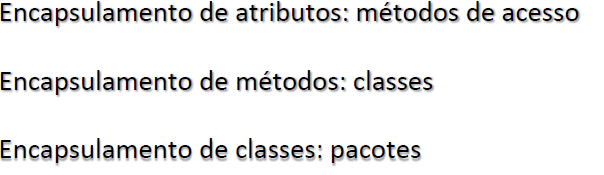 Encapsulamento de atributos: métodos de acesso
Encapsulamento de métodos: classes
Encapsulamento de classes: pacotes